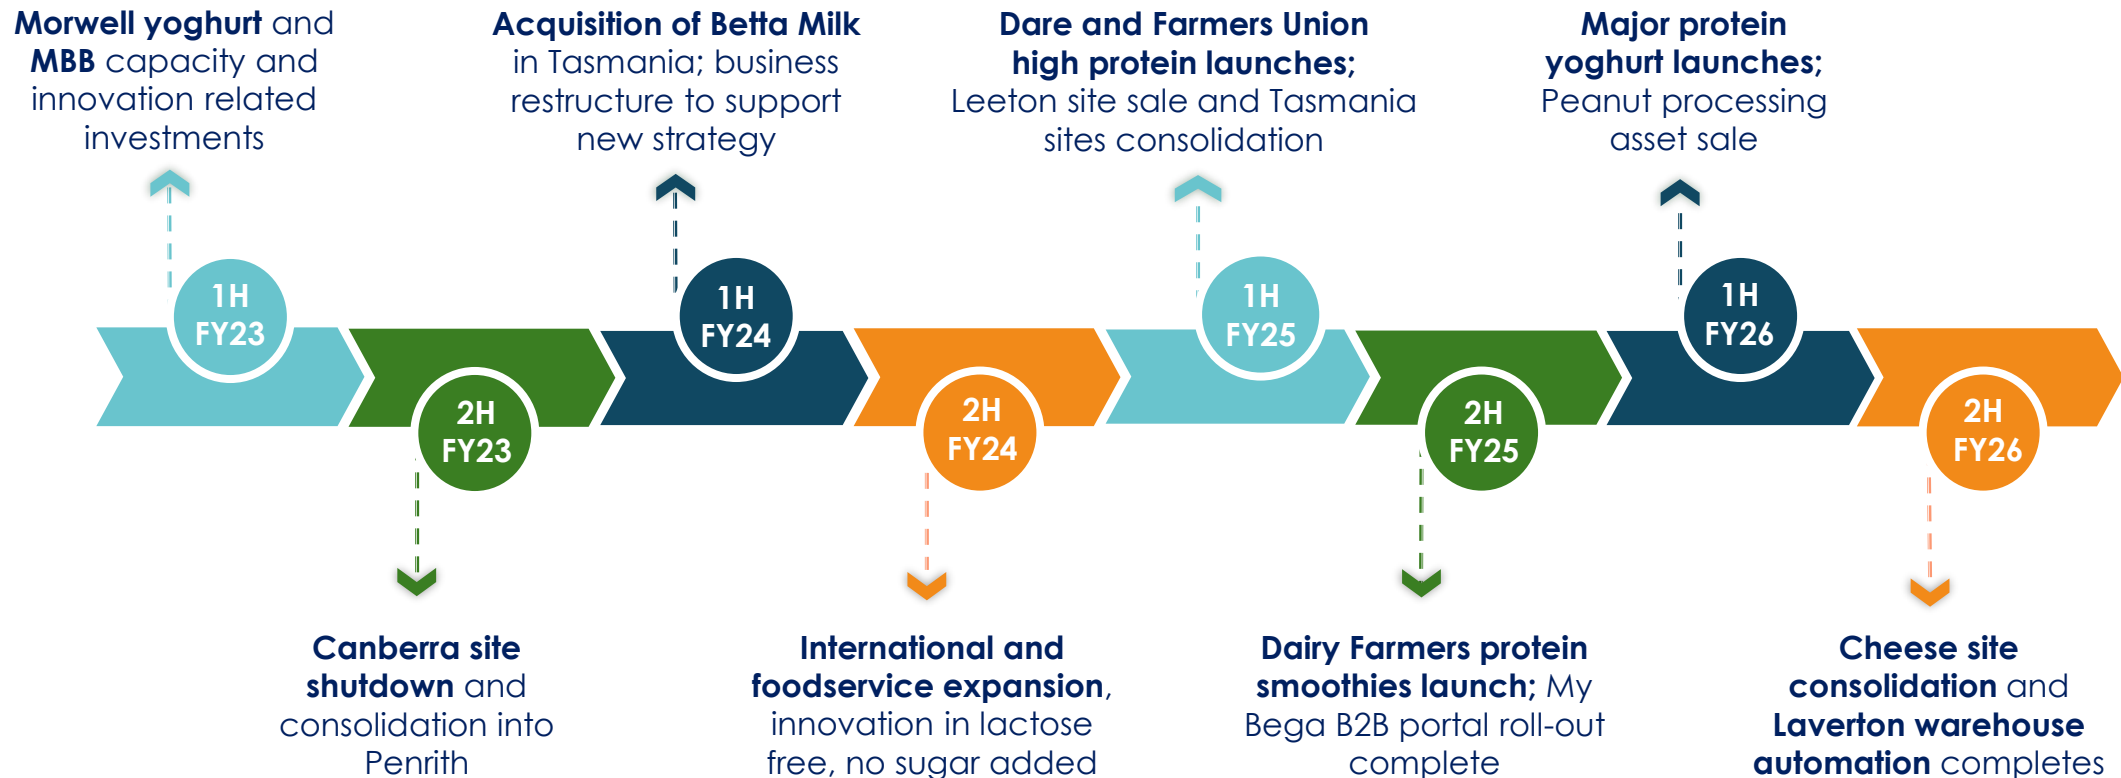 Morwell yoghurt and
MBB capacity and
innovation related
investments
Acquisition of Betta Milk
in Tasmania; business
restructure to support
new strategy
Dare and Farmers Union
high protein launches;
Leeton site sale and Tasmania
sites consolidation
Major protein
yoghurt launches;
Peanut processing
asset sale
1H
FY23
2H
FY23
1H
FY24
2H
FY24
1H
FY25
2H
FY25
1H
FY26
2H
FY26
Canberra site
shutdown and
consolidation into
Penrith
International and
foodservice expansion,
innovation in lactose
free, no sugar added
Dairy Farmers protein
smoothies launch; My
Bega B2B portal roll-out
complete
Cheese site
consolidation and
Laverton warehouse
automation completes